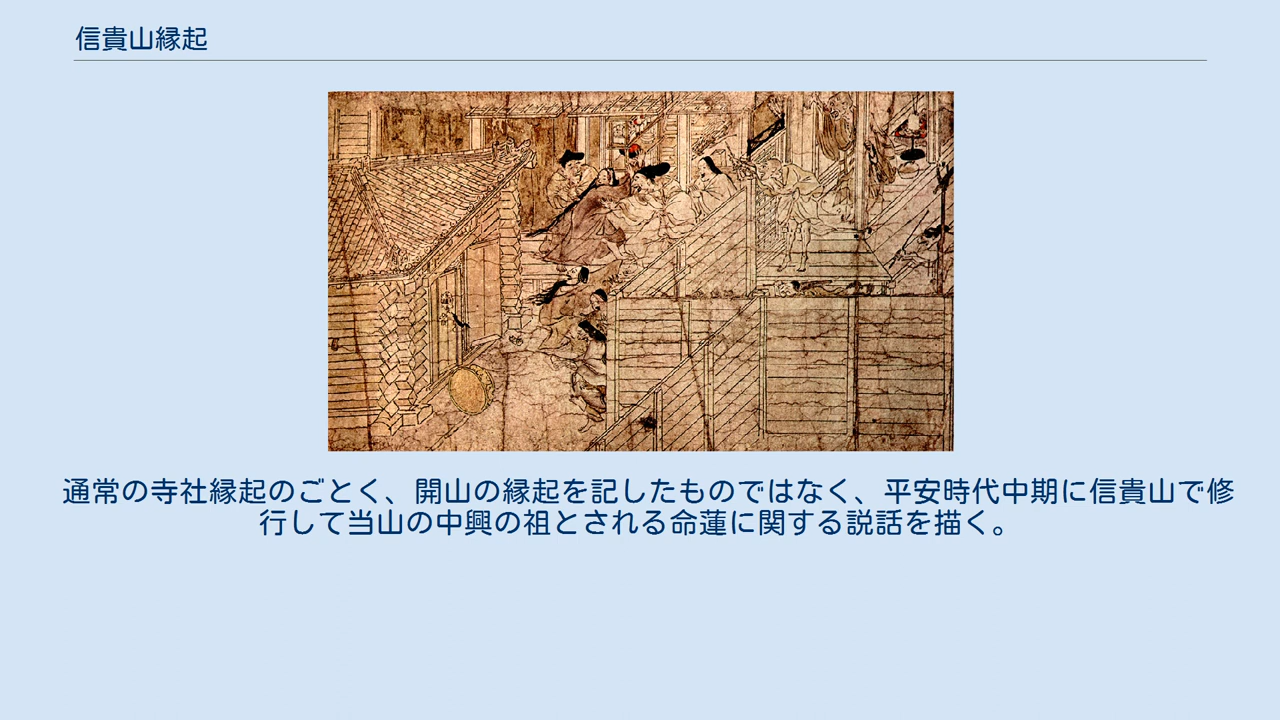 信貴山縁起
通常の寺社縁起のごとく、開山の縁起を記したものではなく、平安時代中期に信貴山で修
行して当山の中興の祖とされる命蓮に関する説話を描く。